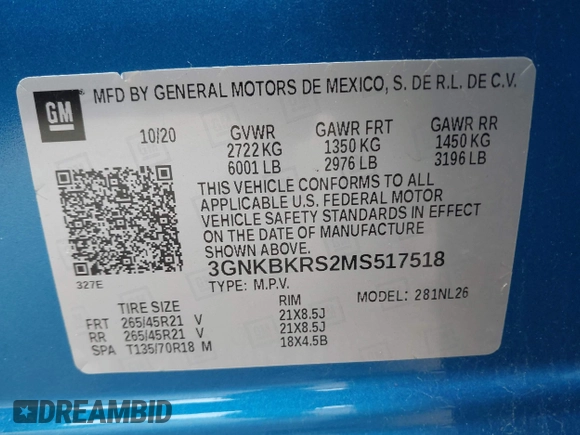 GM
MFD BY GENERAL MOTORS DE MEXICO, S. DE R.L. DE C.V.
10/20 GVWR GAWR FRT GAWR RR
2722 KG 1350 KG 1450 KG
6001 LB 2976 LB 3196 LB
THIS VEHICLE CONFORMS TO ALL
APPLICABLE U.S. FEDERAL MOTOR
VEHICLE SAFETY STANDARDS IN EFFECT
ON THE DATE OF MANUFACTURE
SHOWN ABOVE.
327E
3GNKBKRS2MS517518
TYPE: M.P.V. MODEL: 281NL26
TIRE SIZE RIM
FRT 265/45R21 V 21X8.5J
RR 265/45R21 V 21X8.5J
SPA T135/70R18 M 18X4.5B
DREAMBID